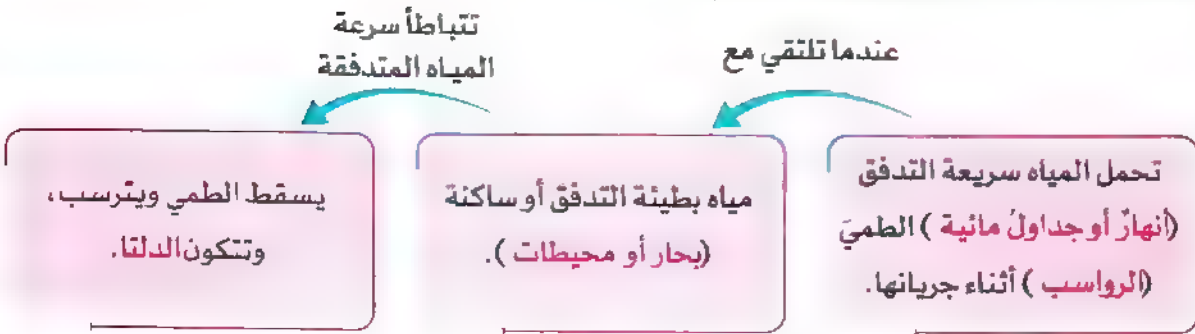 تحمل المياه سريعة التدفق
(أنهارٌ أو جداولُ مائية ) الطميَ
(الرواسب ) أثناء جريانها.
عندما تلتقي مع
مياه بطيئة التدفق أو ساكنة
(بحار أو محيطات ).
تتباطأ سرعة
المياه المتدفقة
يسقط الطمي ويترسب،
وتتكون الدلتا.